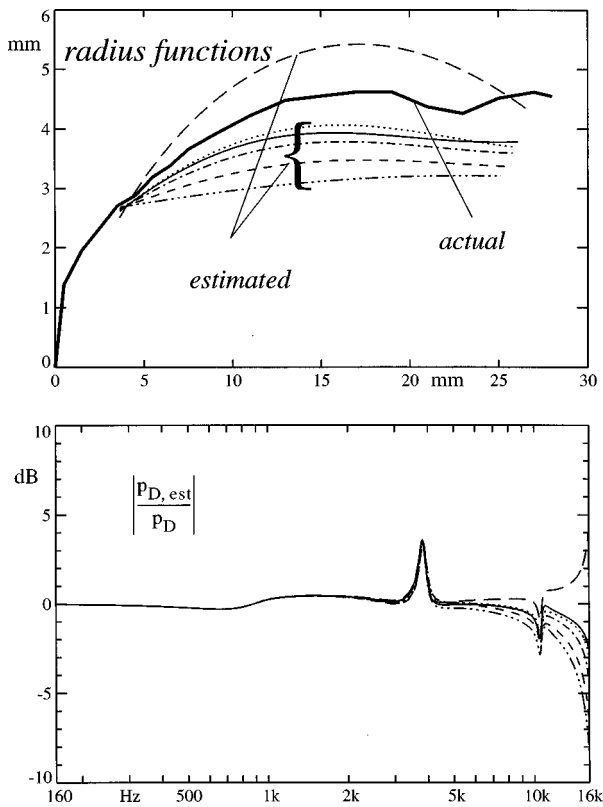 6
mm
radius functions
5
4
3
2
1
0
actual
estimated
0 5 10 15 20 mm 25 30
10
dB
5
0
-5
-10
p_D, est
p_D
160 Hz 500 1k 2k 5k 10k 16k